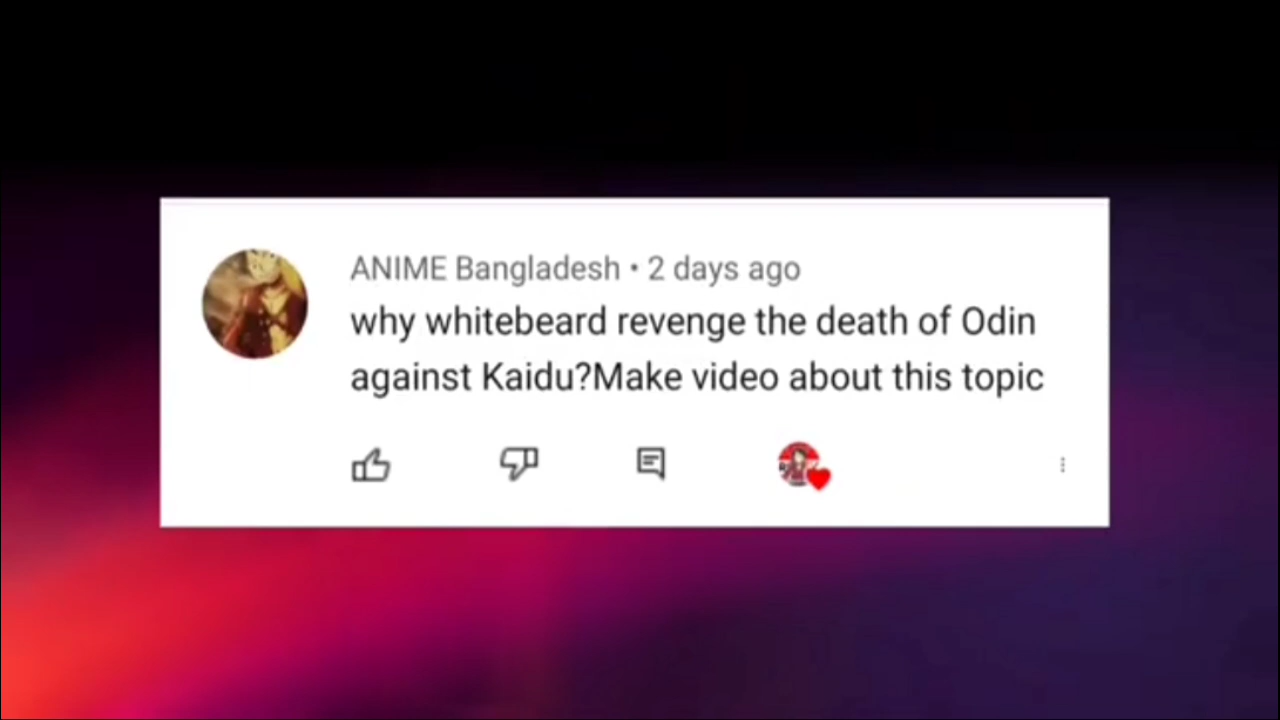 ANIME Bangladesh • 2 days ago
why whitebeard revenge the death of Odin
against Kaidu?Make video about this topic